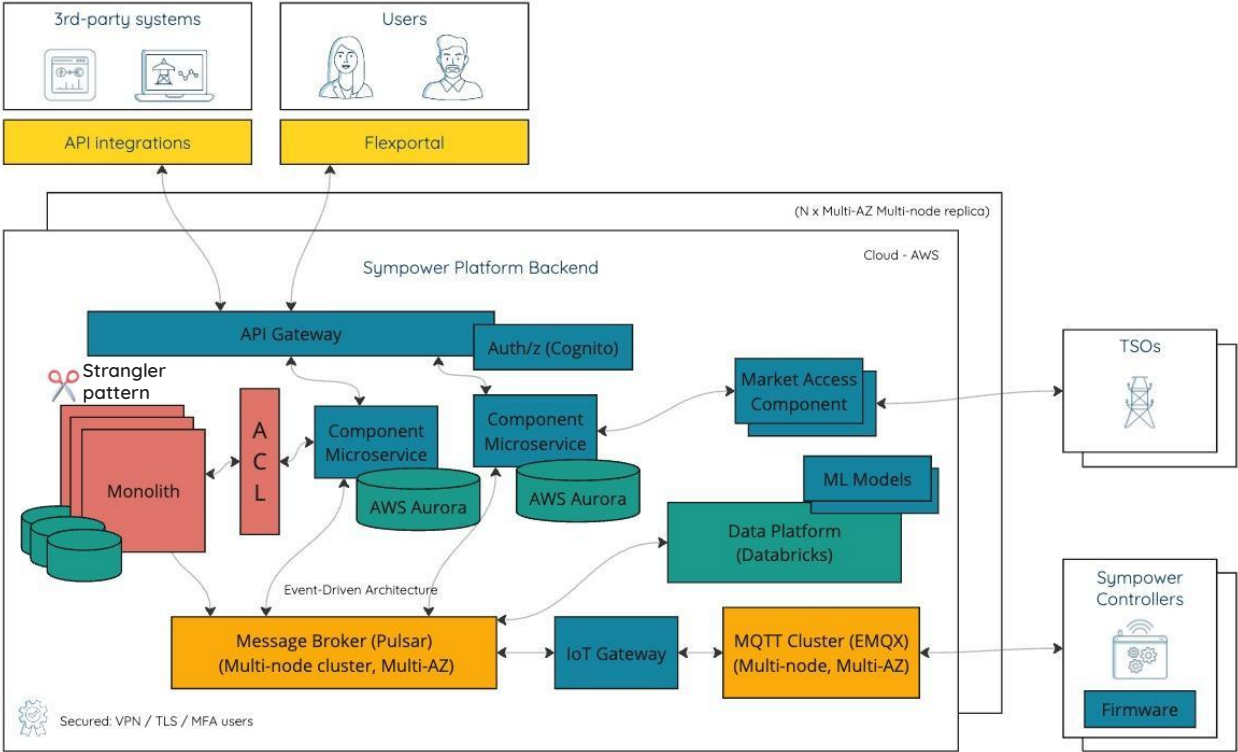 3rd-party systems
Users
API integrations
Flexportal
(N x Multi-AZ Multi-node replica)
Cloud - AWS
Sympower Platform Backend
API Gateway
Auth/z (Cognito)
TSOs
Strangler
pattern
Market Access
Component
A
C
L
Component
Microservice
Component
Microservice
Monolith
AWS Aurora
AWS Aurora
ML Models
Data Platform
(Databricks)
Event-Driven Architecture
Sympower
Controllers
Message Broker (Pulsar)
(Multi-node cluster, Multi-AZ)
IoT Gateway
MQTT Cluster (EMQX)
(Multi-node, Multi-AZ)
Firmware
Secured: VPN / TLS / MFA users